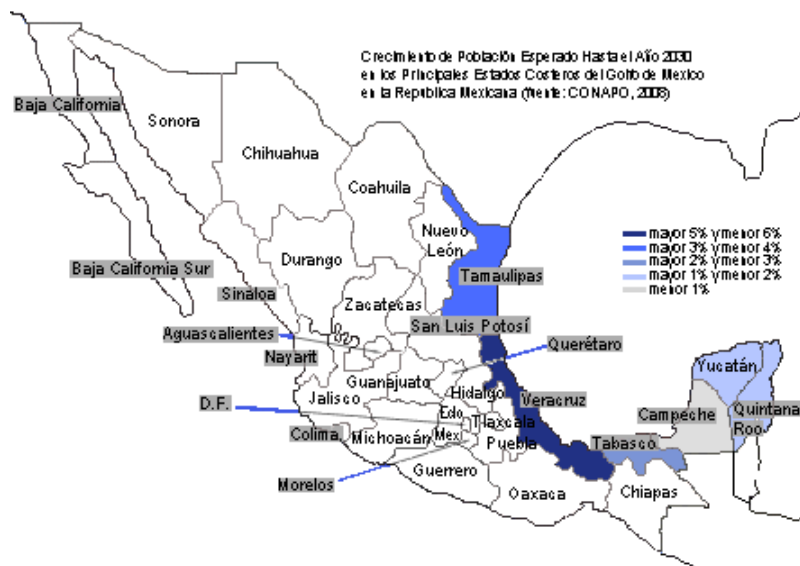 Crecimiento de Población Esperado Hasta el Año 2030
en los Principales Estados Costeros del Golfo de Mexico
en la Republica Mexicana (fuente: CONAPO, 2008)
Baja California
Sonora
Chihuahua
Coahuila
Nuevo
León
mayor 5% y menor 6%
mayor 3% y menor 4%
mayor 2% y menor 3%
mayor 1% y menor 2%
menor 1%
Durango
Tamaulipas
Baja California Sur
Sinaloa
Zacatecas
San Luis Potosí
Aguascalientes
Querétaro
Nayarit
Yucatán
Guanajuato
Hidalgo
Jalisco
D.F.
Veracruz
Campeche
Quintana
Roo
Edo
Tlaxcala
Colima
Michoacán
Mex
Puebla
Tabasco
Guerrero
Morelos
Oaxaca
Chiapas